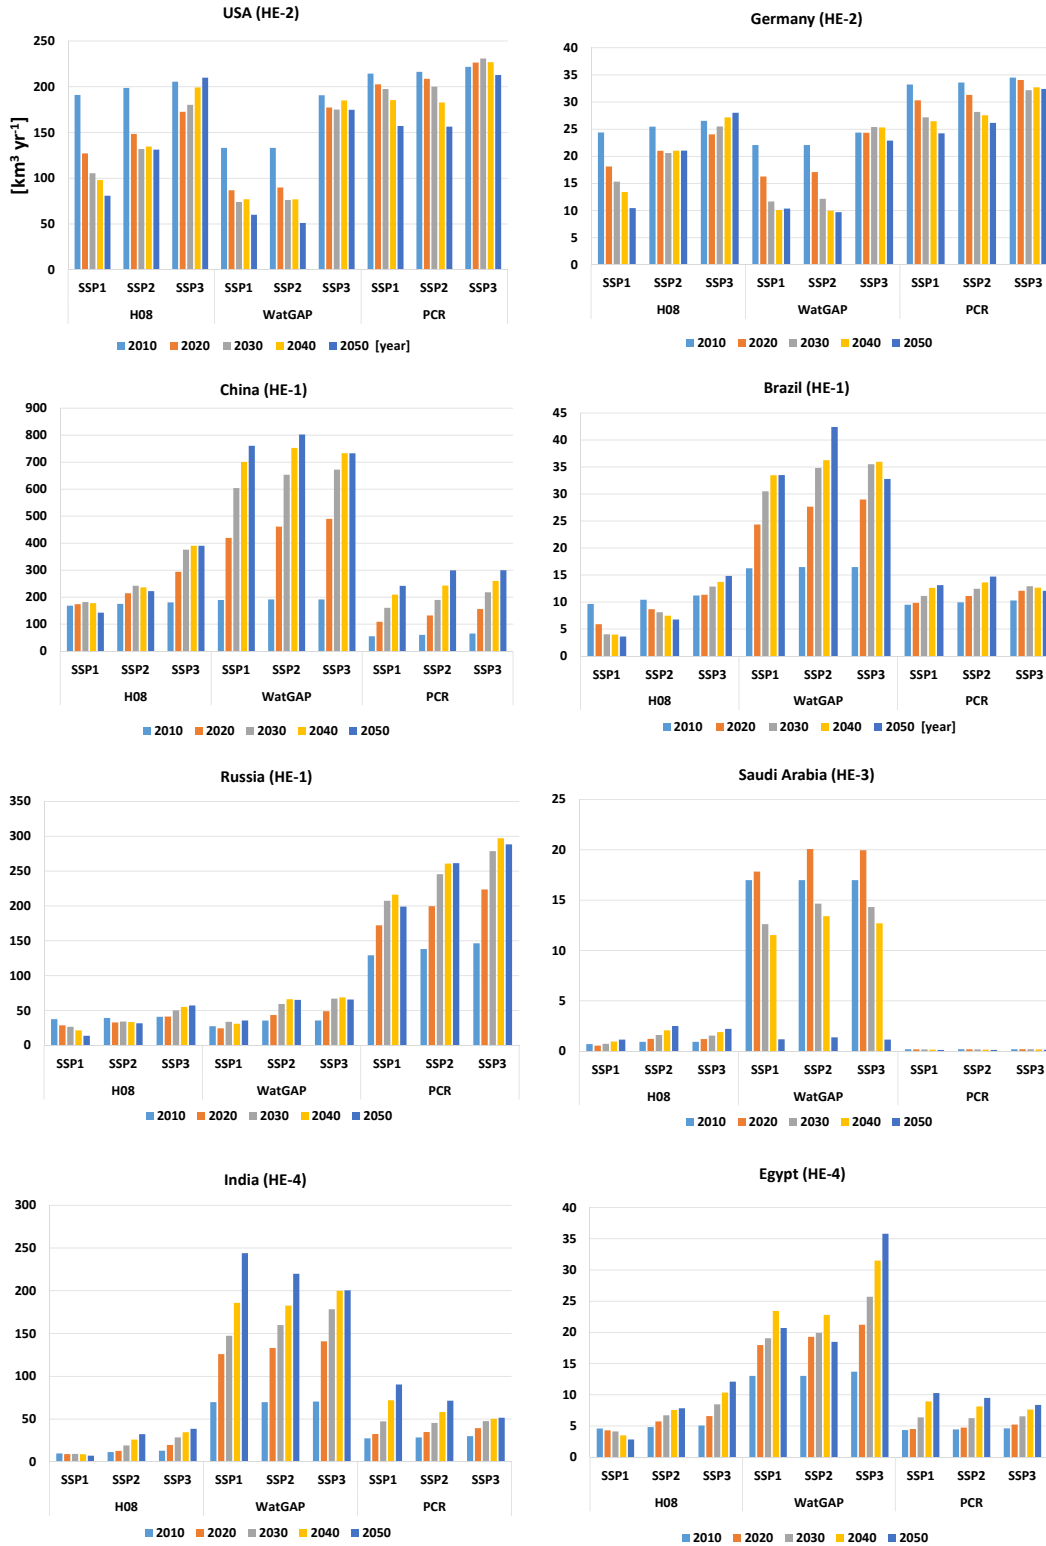 USA (HE-2)
[km³ yr⁻¹]
250
200
150
100
50
0
SSP1 SSP2 SSP3 SSP1 SSP2 SSP3 SSP1 SSP2 SSP3
H08 WatGAP PCR
2010 2020 2030 2040 2050 [year]
Germany (HE-2)
40
35
30
25
20
15
10
5
0
SSP1 SSP2 SSP3 SSP1 SSP2 SSP3 SSP1 SSP2 SSP3
H08 WatGAP PCR
2010 2020 2030 2040 2050
China (HE-1)
900
800
700
600
500
400
300
200
100
0
SSP1 SSP2 SSP3 SSP1 SSP2 SSP3 SSP1 SSP2 SSP3
H08 WatGAP PCR
2010 2020 2030 2040 2050
Brazil (HE-1)
45
40
35
30
25
20
15
10
5
0
SSP1 SSP2 SSP3 SSP1 SSP2 SSP3 SSP1 SSP2 SSP3
H08 WatGAP PCR
2010 2020 2030 2040 2050 [year]
Russia (HE-1)
350
300
250
200
150
100
50
0
SSP1 SSP2 SSP3 SSP1 SSP2 SSP3 SSP1 SSP2 SSP3
H08 WatGAP PCR
2010 2020 2030 2040 2050
Saudi Arabia (HE-3)
25
20
15
10
5
0
SSP1 SSP2 SSP3 SSP1 SSP2 SSP3 SSP1 SSP2 SSP3
H08 WatGAP PCR
2010 2020 2030 2040 2050
India (HE-4)
300
250
200
150
100
50
0
SSP1 SSP2 SSP3 SSP1 SSP2 SSP3 SSP1 SSP2 SSP3
H08 WatGAP PCR
2010 2020 2030 2040 2050
Egypt (HE-4)
40
35
30
25
20
15
10
5
0
SSP1 SSP2 SSP3 SSP1 SSP2 SSP3 SSP1 SSP2 SSP3
H08 WatGAP PCR
2010 2020 2030 2040 2050